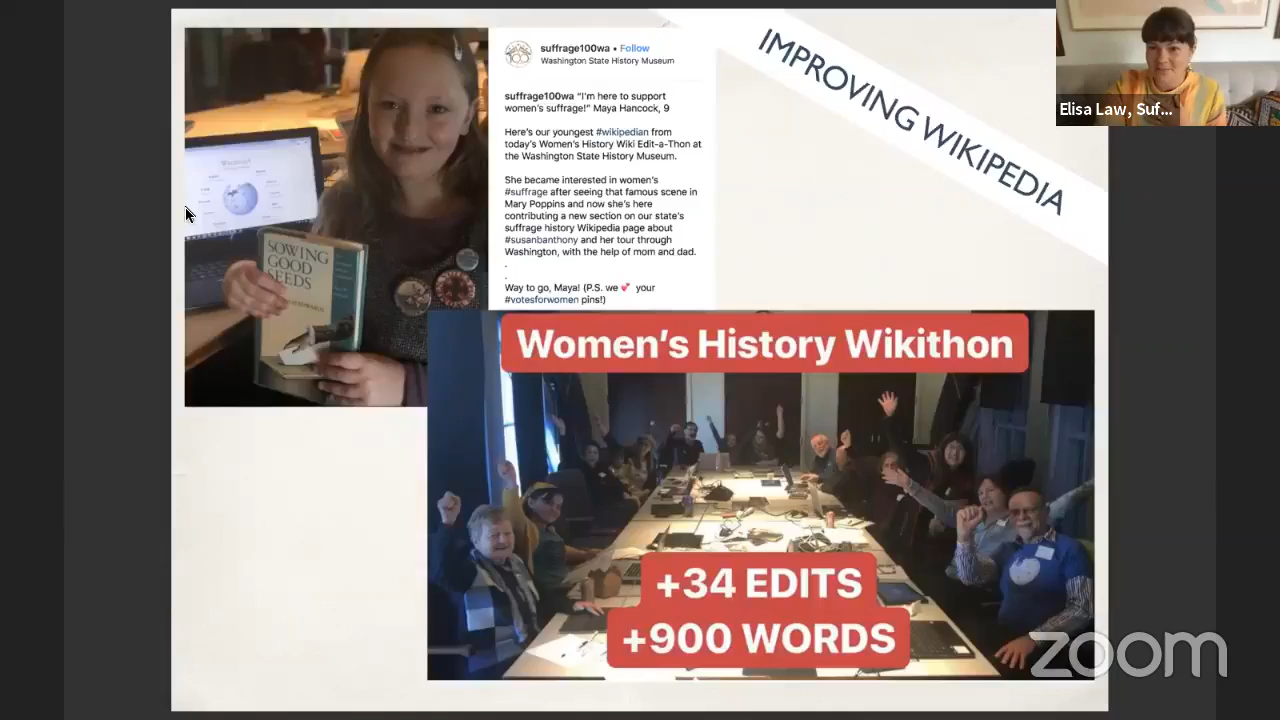 suffrage100wa • Follow
Washington State History Museum
suffrage100wa “I'm here to support
women's suffrage!” Maya Hancock, 9
Here's our youngest #wikipedian from
today's Women's History Wiki Edit-a-Thon at
the Washington State History Museum.
She became interested in women's
#suffrage after seeing that famous scene in
Mary Poppins and now she's here
contributing a new section on our state's
suffrage history Wikipedia page about
#susanbanthony and her tour through
Washington, with the help of mom and dad.
.
.
Way to go, Maya! (P.S. we 💕 your
#votesforwomen pins!)
IMPROVING WIKIPEDIA
Elisa Law, Suf...
SOWING
GOOD
SEEDS
Women's History Wikithon
+34 EDITS
+900 WORDS
zoom